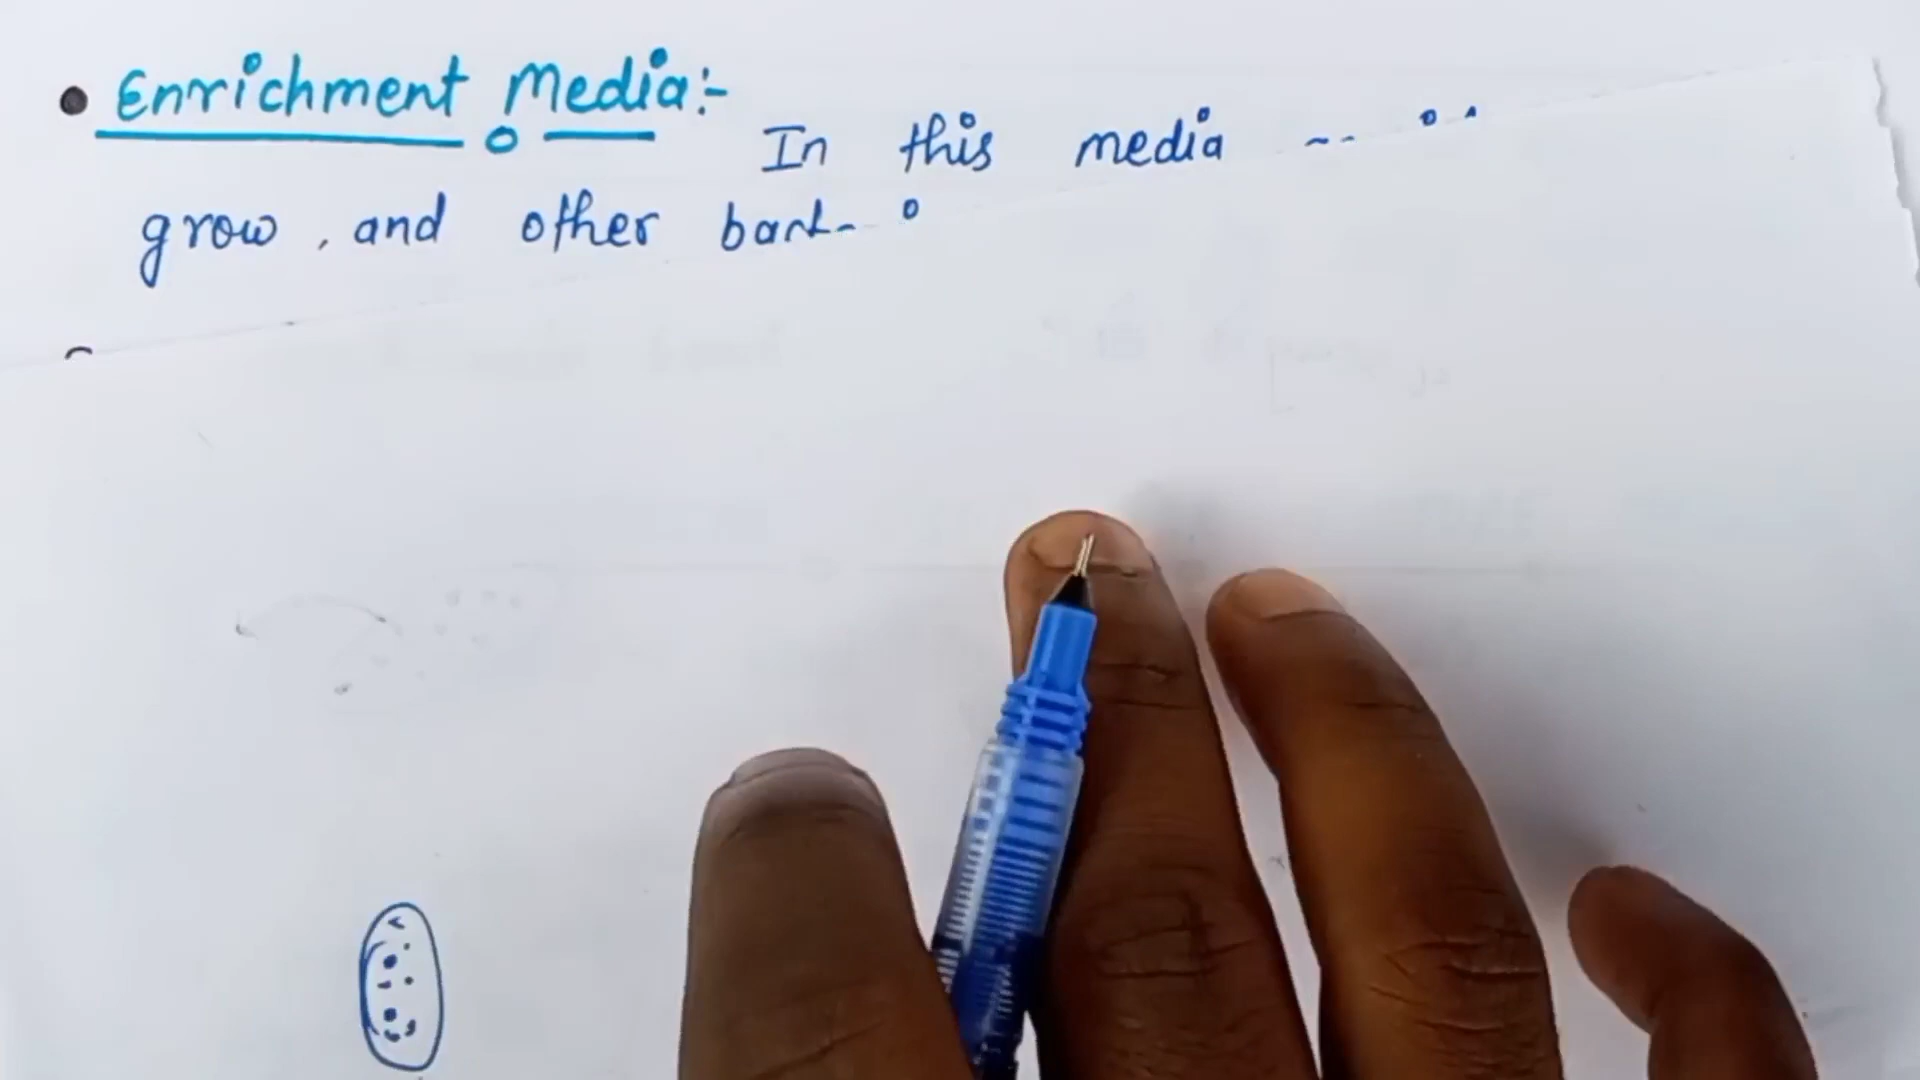 • Enrichment Media:-
In this media
grow, and other